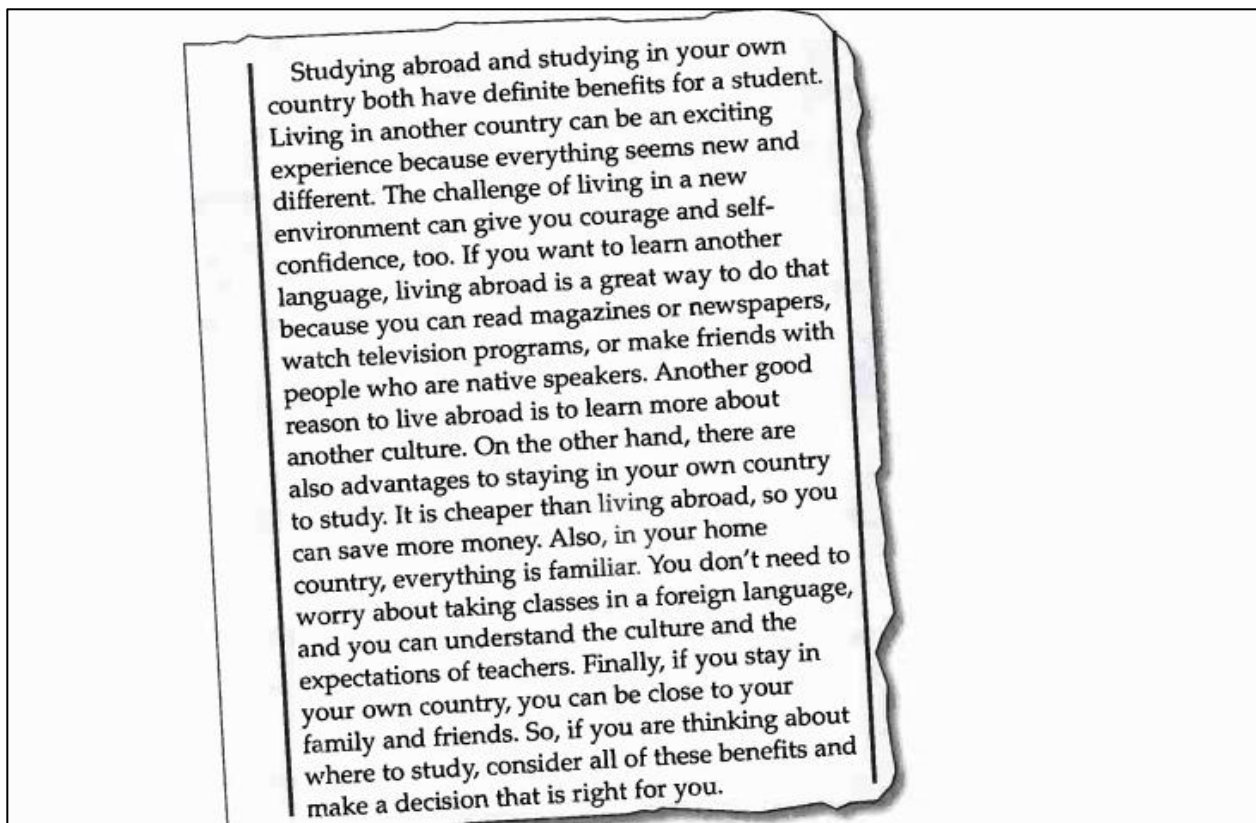 Studying abroad and studying in your own
country both have definite benefits for a student.
Living in another country can be an exciting
experience because everything seems new and
different. The challenge of living in a new
environment can give you courage and self-
confidence, too. If you want to learn another
language, living abroad is a great way to do that
because you can read magazines or newspapers,
watch television programs, or make friends with
people who are native speakers. Another good
reason to live abroad is to learn more about
another culture. On the other hand, there are
also advantages to staying in your own country
to study. It is cheaper than living abroad, so you
can save more money. Also, in your home
country, everything is familiar. You don't need to
worry about taking classes in a foreign language,
and you can understand the culture and the
expectations of teachers. Finally, if you stay in
your own country, you can be close to your
family and friends. So, if you are thinking about
where to study, consider all of these benefits and
make a decision that is right for you.